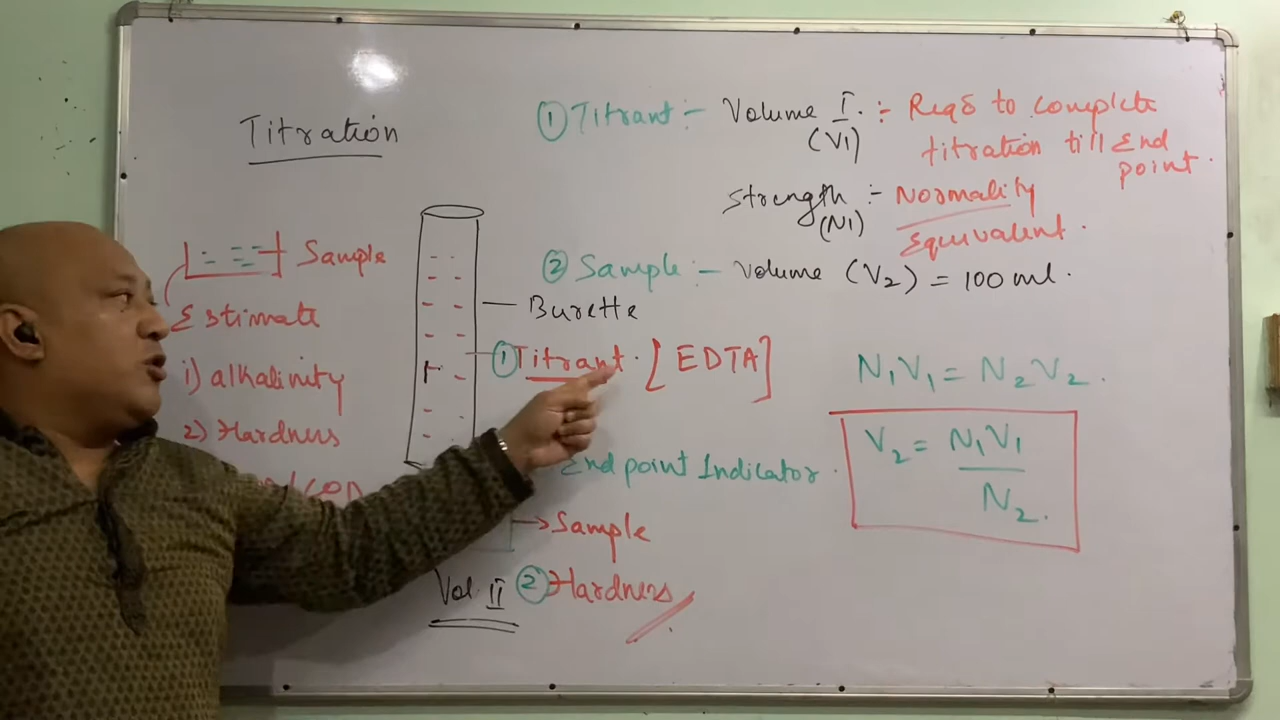 Titration
Sample
Estimate
i) alkalinity
2) Hardness
Burette
① Titrant. [EDTA]
End point Indicator.
Sample
Vol. II
② Hardness
① Titrant :- Volume I. :- Reqd to complete
(V1) titration till End
point.
Strength :- Normality
(N1) Equivalent.
② Sample :- Volume (V2) = 100 ml.
N1V1 = N2V2.
V2 = N1V1
N2.